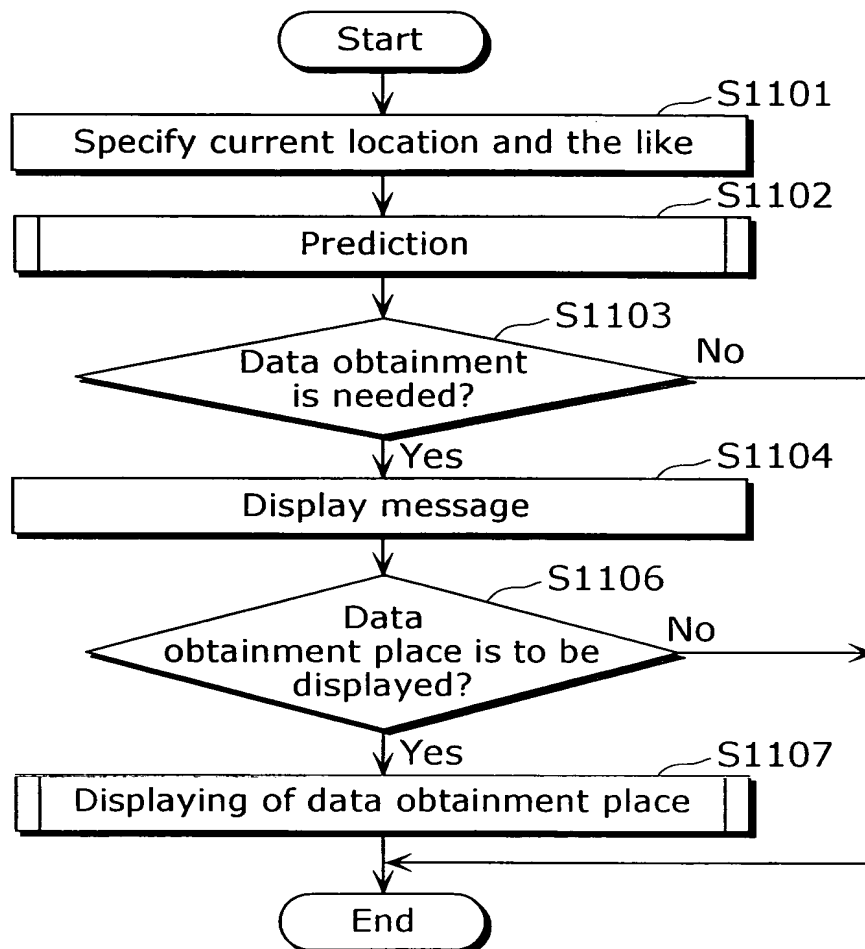 Start
S1101
Specify current location and the like
S1102
Prediction
S1103
Data obtainment
is needed?
No
Yes
S1104
Display message
S1106
Data
obtainment place is to be
displayed?
No
Yes
S1107
Displaying of data obtainment place
End